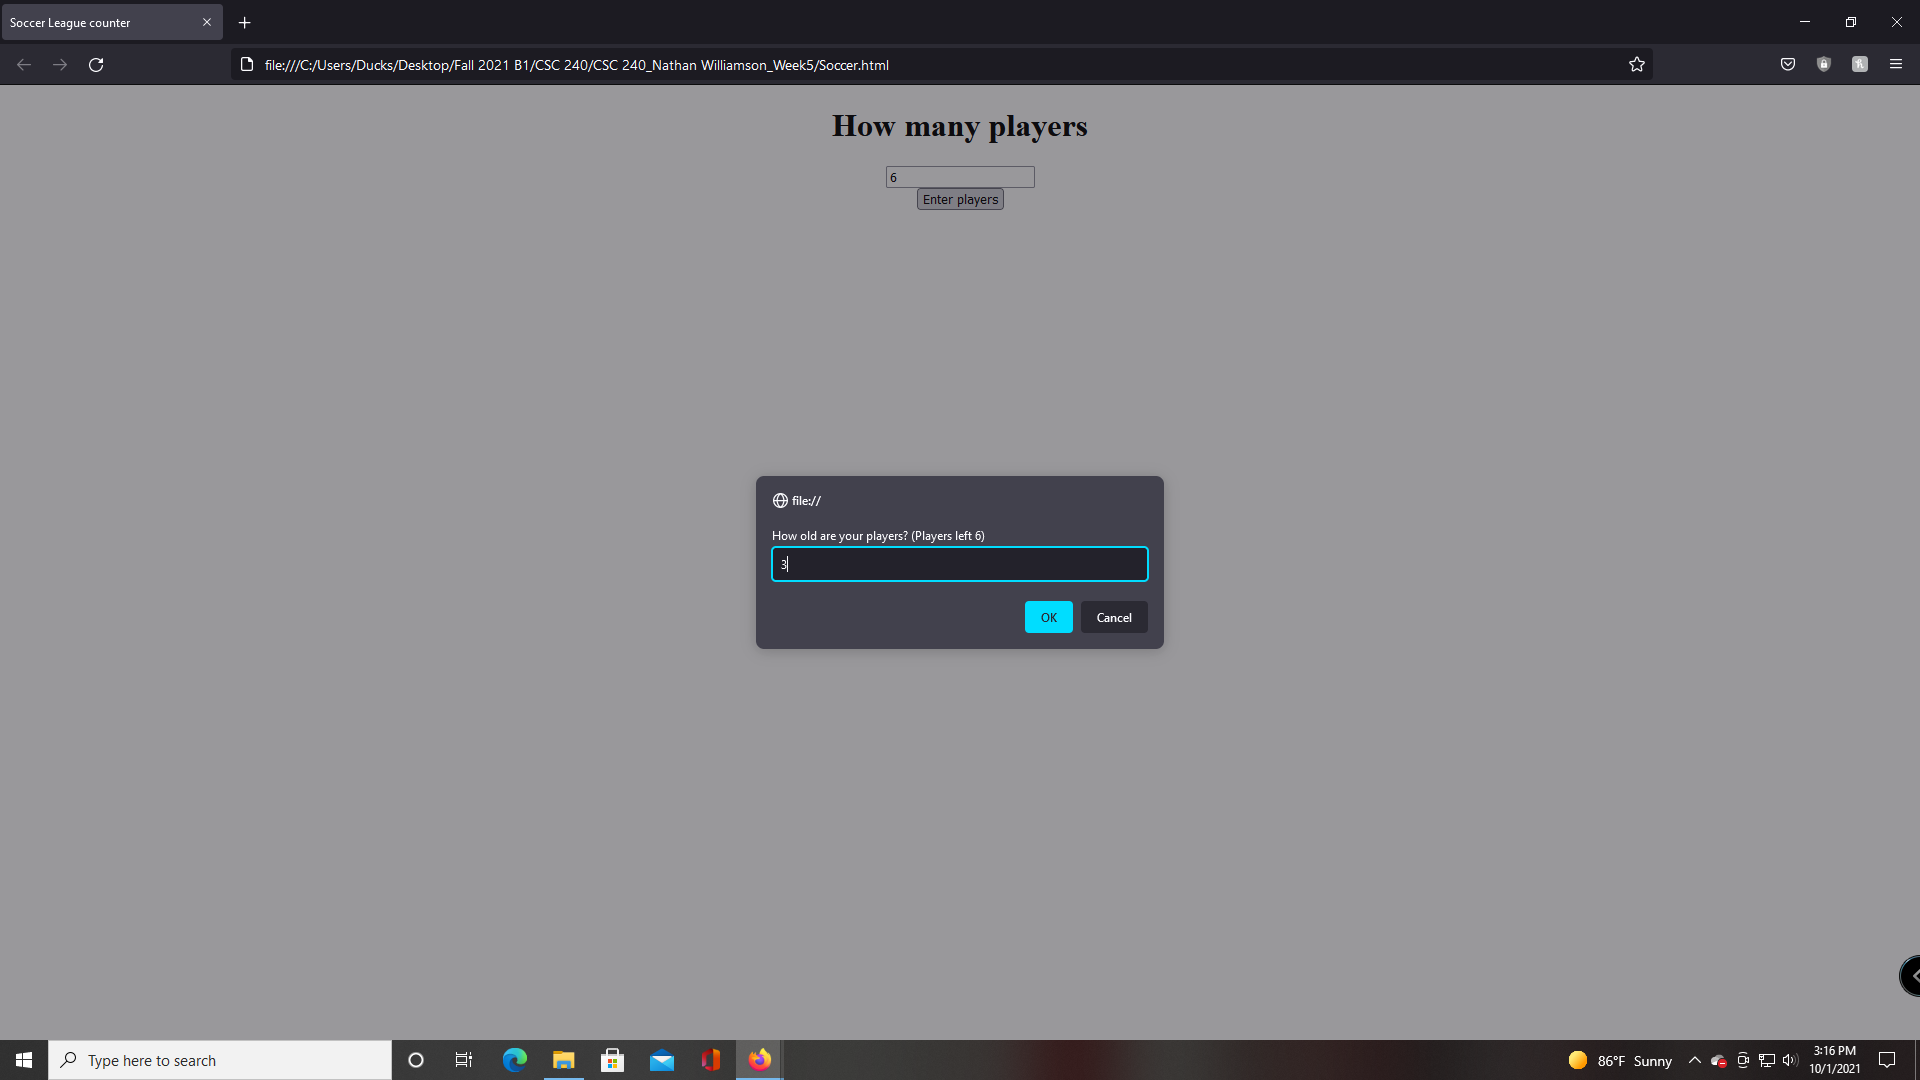 Soccer League counter
file:///C:/Users/Ducks/Desktop/Fall 2021 B1/CSC 240/CSC 240_Nathan Williamson_Week5/Soccer.html
How many players
6
Enter players
file://
How old are your players? (Players left 6)
3
OK
Cancel
Type here to search
86°F Sunny
3:16 PM
10/1/2021